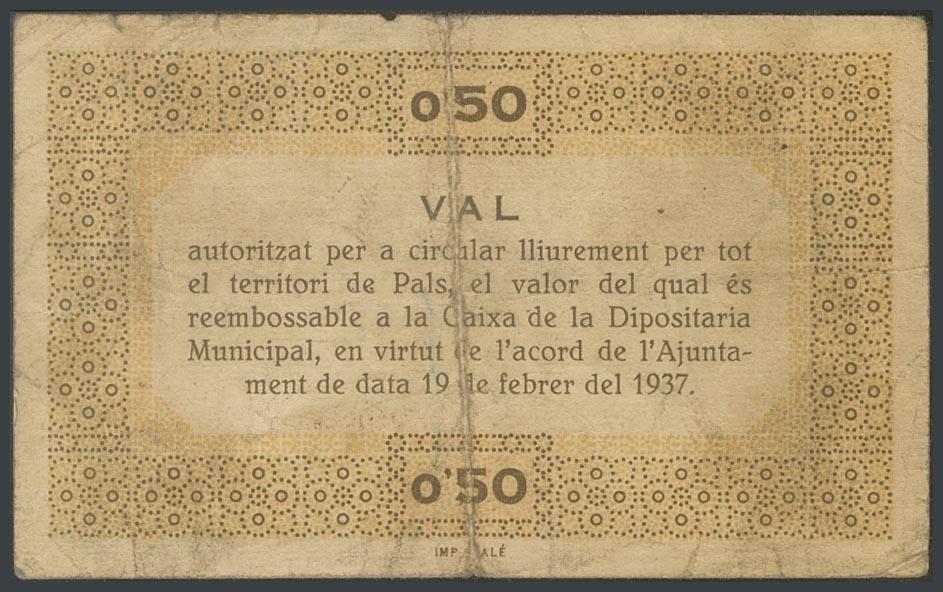 0'50
VAL
autoritzat per a circular lliurement per tot
el territori de Pals, el valor del qual és
reembossable a la Caixa de la Dipositaria
Municipal, en virtut de l'acord de l'Ajunta-
ment de data 19 de febrer del 1937.
0'50
IMP.